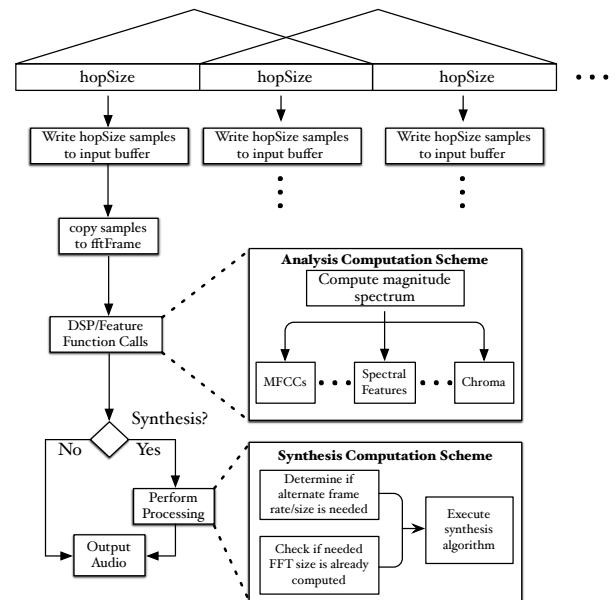 hopSize
hopSize
hopSize
Write hopSize samples
to input buffer
Write hopSize samples
to input buffer
Write hopSize samples
to input buffer
copy samples
to fftFrame
DSP/Feature
Function Calls
Analysis Computation Scheme
Compute magnitude
spectrum
MFCCs
Spectral
Features
Chroma
Synthesis?
No
Yes
Perform
Processing
Output
Audio
Synthesis Computation Scheme
Determine if
alternate frame
rate/size is needed
Check if needed
FFT size is already
computed
Execute
synthesis
algorithm